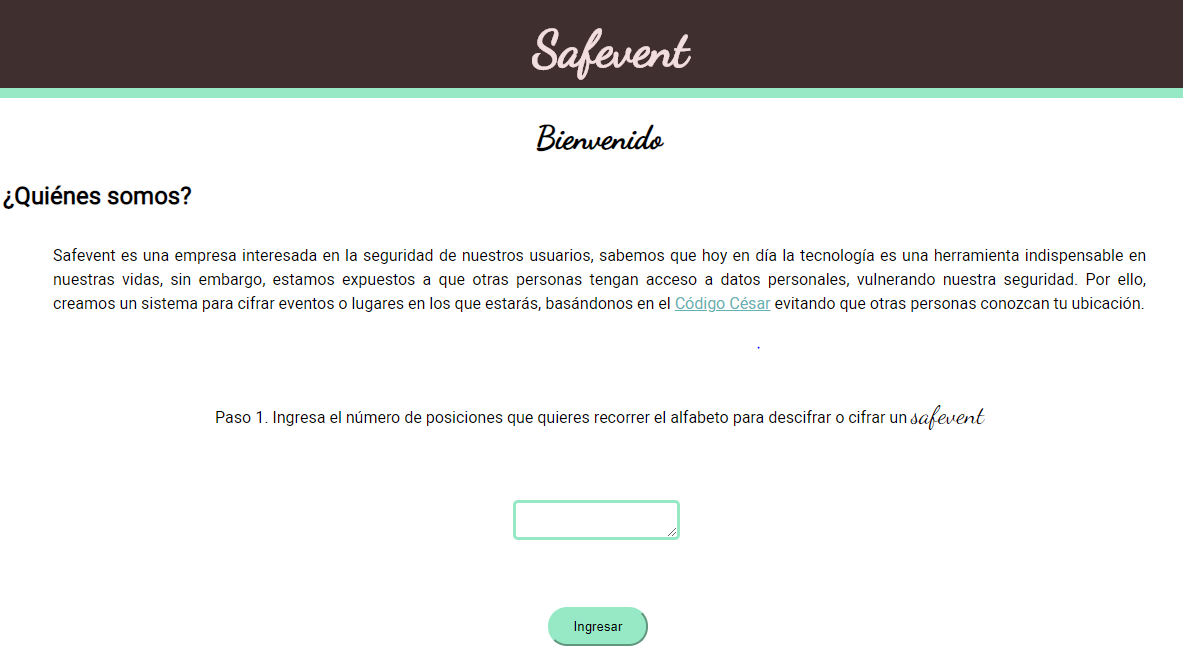 Safevent
Bienvenido
¿Quiénes somos?
Safevent es una empresa interesada en la seguridad de nuestros usuarios, sabemos que hoy en día la tecnología es una herramienta indispensable en
nuestras vidas, sin embargo, estamos expuestos a que otras personas tengan acceso a datos personales, vulnerando nuestra seguridad. Por ello,
creamos un sistema para cifrar eventos o lugares en los que estarás, basándonos en el Código César evitando que otras personas conozcan tu ubicación.
.
Paso 1. Ingresa el número de posiciones que quieres recorrer el alfabeto para descifrar o cifrar un safevent
Ingresar